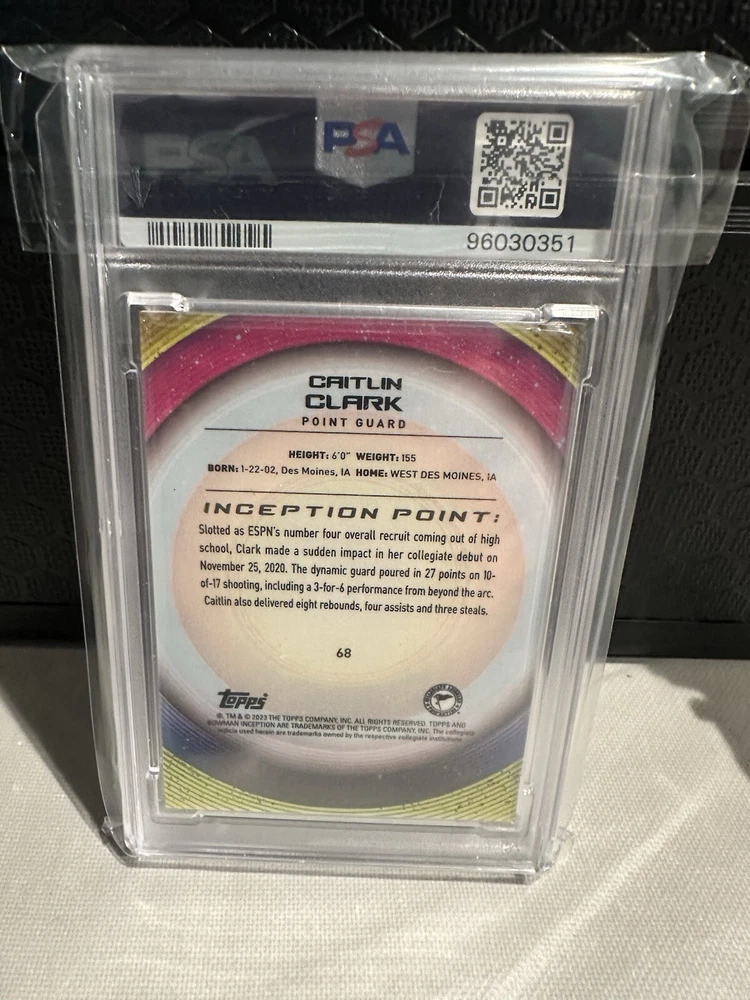 PSA
PSA
96030351
CAITLIN
CLARK
POINT GUARD
HEIGHT: 6'0" WEIGHT: 155
BORN: 1-22-02, Des Moines, IA HOME: WEST DES MOINES, IA
INCEPTION POINT:
Slotted as ESPN's number four overall recruit coming out of high
school, Clark made a sudden impact in her collegiate debut on
November 25, 2020. The dynamic guard poured in 27 points on 10-
of-17 shooting, including a 3-for-6 performance from beyond the arc.
Caitlin also delivered eight rebounds, four assists and three steals.
68
Topps
®, TM & © 2023 THE TOPPS COMPANY, INC. ALL RIGHTS RESERVED. TOPPS AND
BOWMAN INCEPTION ARE TRADEMARKS OF THE TOPPS COMPANY, INC. The collegiate
indicia used herein are trademarks owned by the respective collegiate institutions.